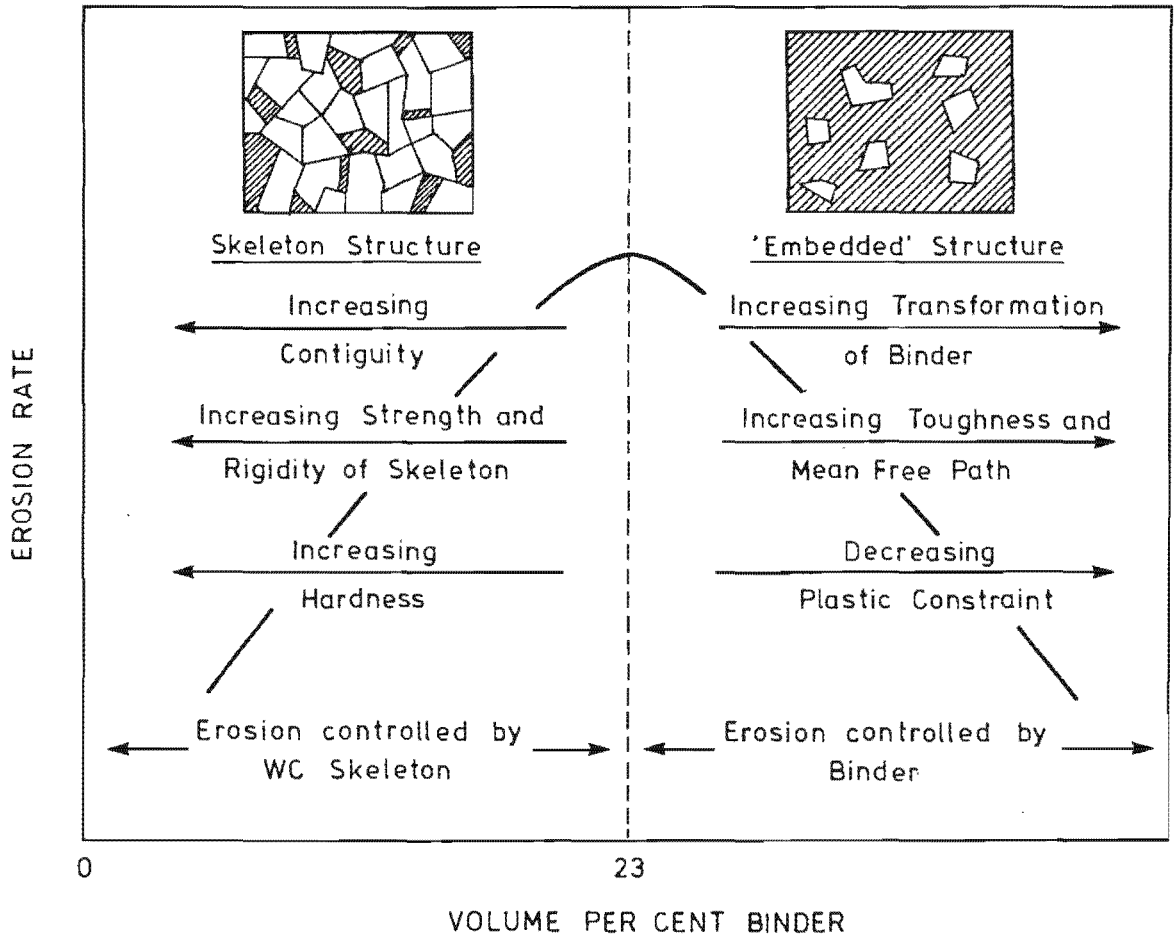 Skeleton Structure
Increasing
Contiguity
Increasing Strength and
Rigidity of Skeleton
Increasing
Hardness
Erosion controlled by
WC Skeleton
'Embedded' Structure
Increasing Transformation
of Binder
Increasing Toughness and
Mean Free Path
Decreasing
Plastic Constraint
Erosion controlled by
Binder
EROSION RATE
0
23
VOLUME PER CENT BINDER